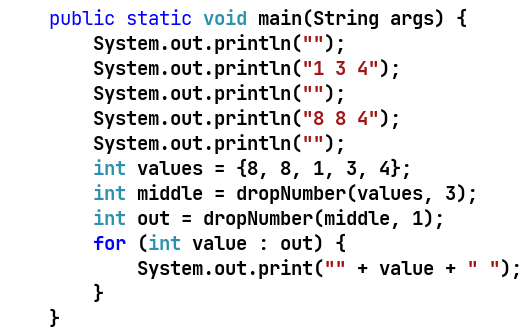 public static void main(String args) {
System.out.println("");
System.out.println("1 3 4");
System.out.println("");
System.out.println("8 8 4");
System.out.println("");
int values = {8, 8, 1, 3, 4};
int middle = dropNumber(values, 3);
int out = dropNumber(middle, 1);
for (int value : out) {
System.out.print("" + value + " ");
}
}